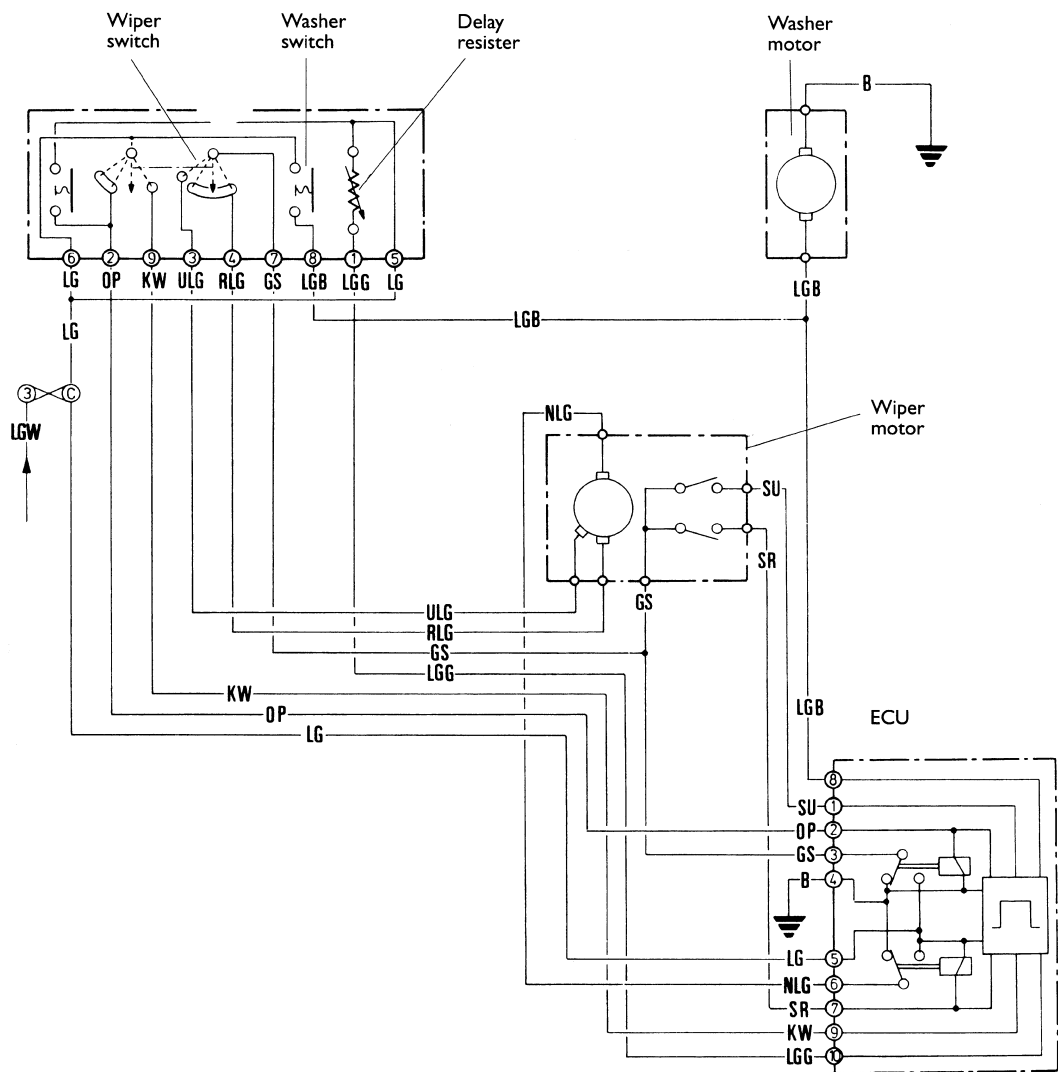 Wiper
switch
Washer
switch
Delay
resister
Washer
motor
B
6 2 9 3 4 7 8 1 5
LG OP KW ULG RLG GS LGB LGG LG
LGB
LGB
LG
3 C
LGW
NLG
Wiper
motor
SU
SR
GS
ULG
RLG
GS
LGG
KW
OP
LG
LGB
ECU
8
SU 1
OP 2
GS 3
B 4
LG 5
NLG 6
SR 7
KW 9
LGG 10